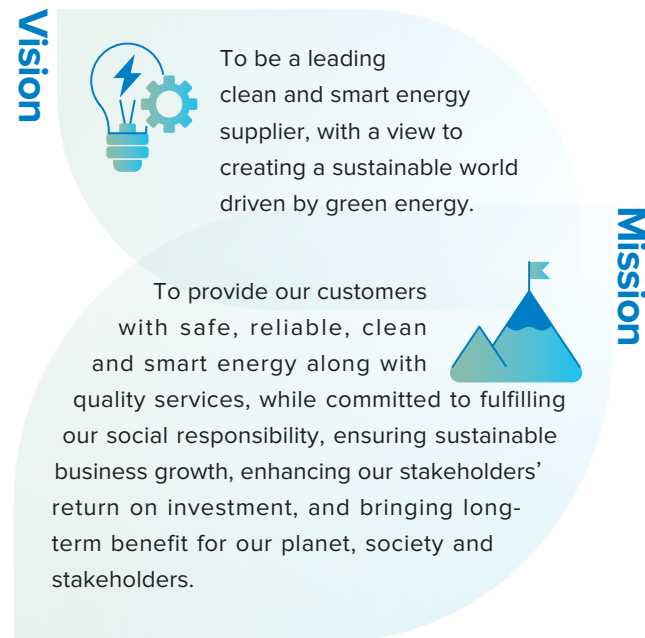 Vision
To be a leading
clean and smart energy
supplier, with a view to
creating a sustainable world
driven by green energy.
Mission
To provide our customers
with safe, reliable, clean
and smart energy along with
quality services, while committed to fulfilling
our social responsibility, ensuring sustainable
business growth, enhancing our stakeholders’
return on investment, and bringing long-
term benefit for our planet, society and
stakeholders.